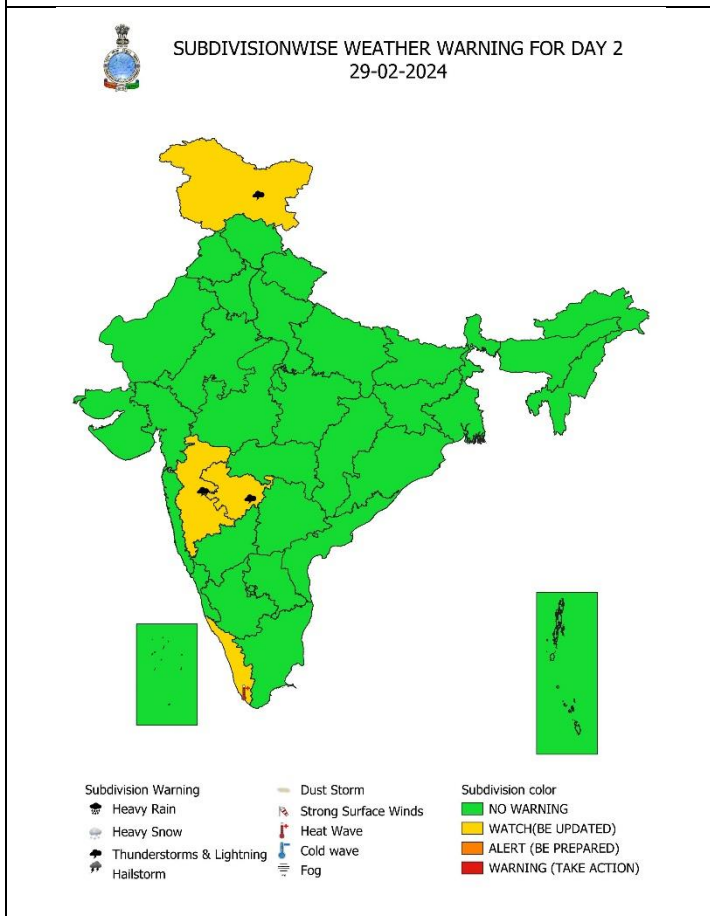 SUBDIVISIONWISE WEATHER WARNING FOR DAY 2
29-02-2024
Subdivision Warning
Heavy Rain
Heavy Snow
Thunderstorms & Lightning
Hailstorm
Dust Storm
Strong Surface Winds
Heat Wave
Cold wave
Fog
Subdivision color
NO WARNING
WATCH(BE UPDATED)
ALERT (BE PREPARED)
WARNING (TAKE ACTION)